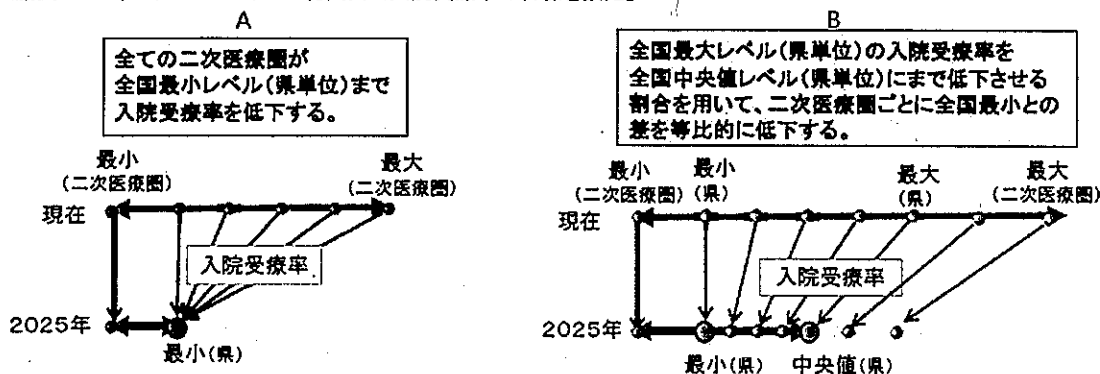 A
全ての二次医療圏が
全国最小レベル(県単位)まで
入院受療率を低下する。
最小
(二次医療圏)
最大
(二次医療圏)
現在
入院受療率
2025年
最小(県)
B
全国最大レベル(県単位)の入院受療率を
全国中央値レベル(県単位)にまで低下させる
割合を用いて、二次医療圏ごとに全国最小との
差を等比的に低下する。
最小
(二次医療圏)
最小
(県)
最大
(県)
最大
(二次医療圏)
現在
入院受療率
2025年
最小(県)
中央値(県)